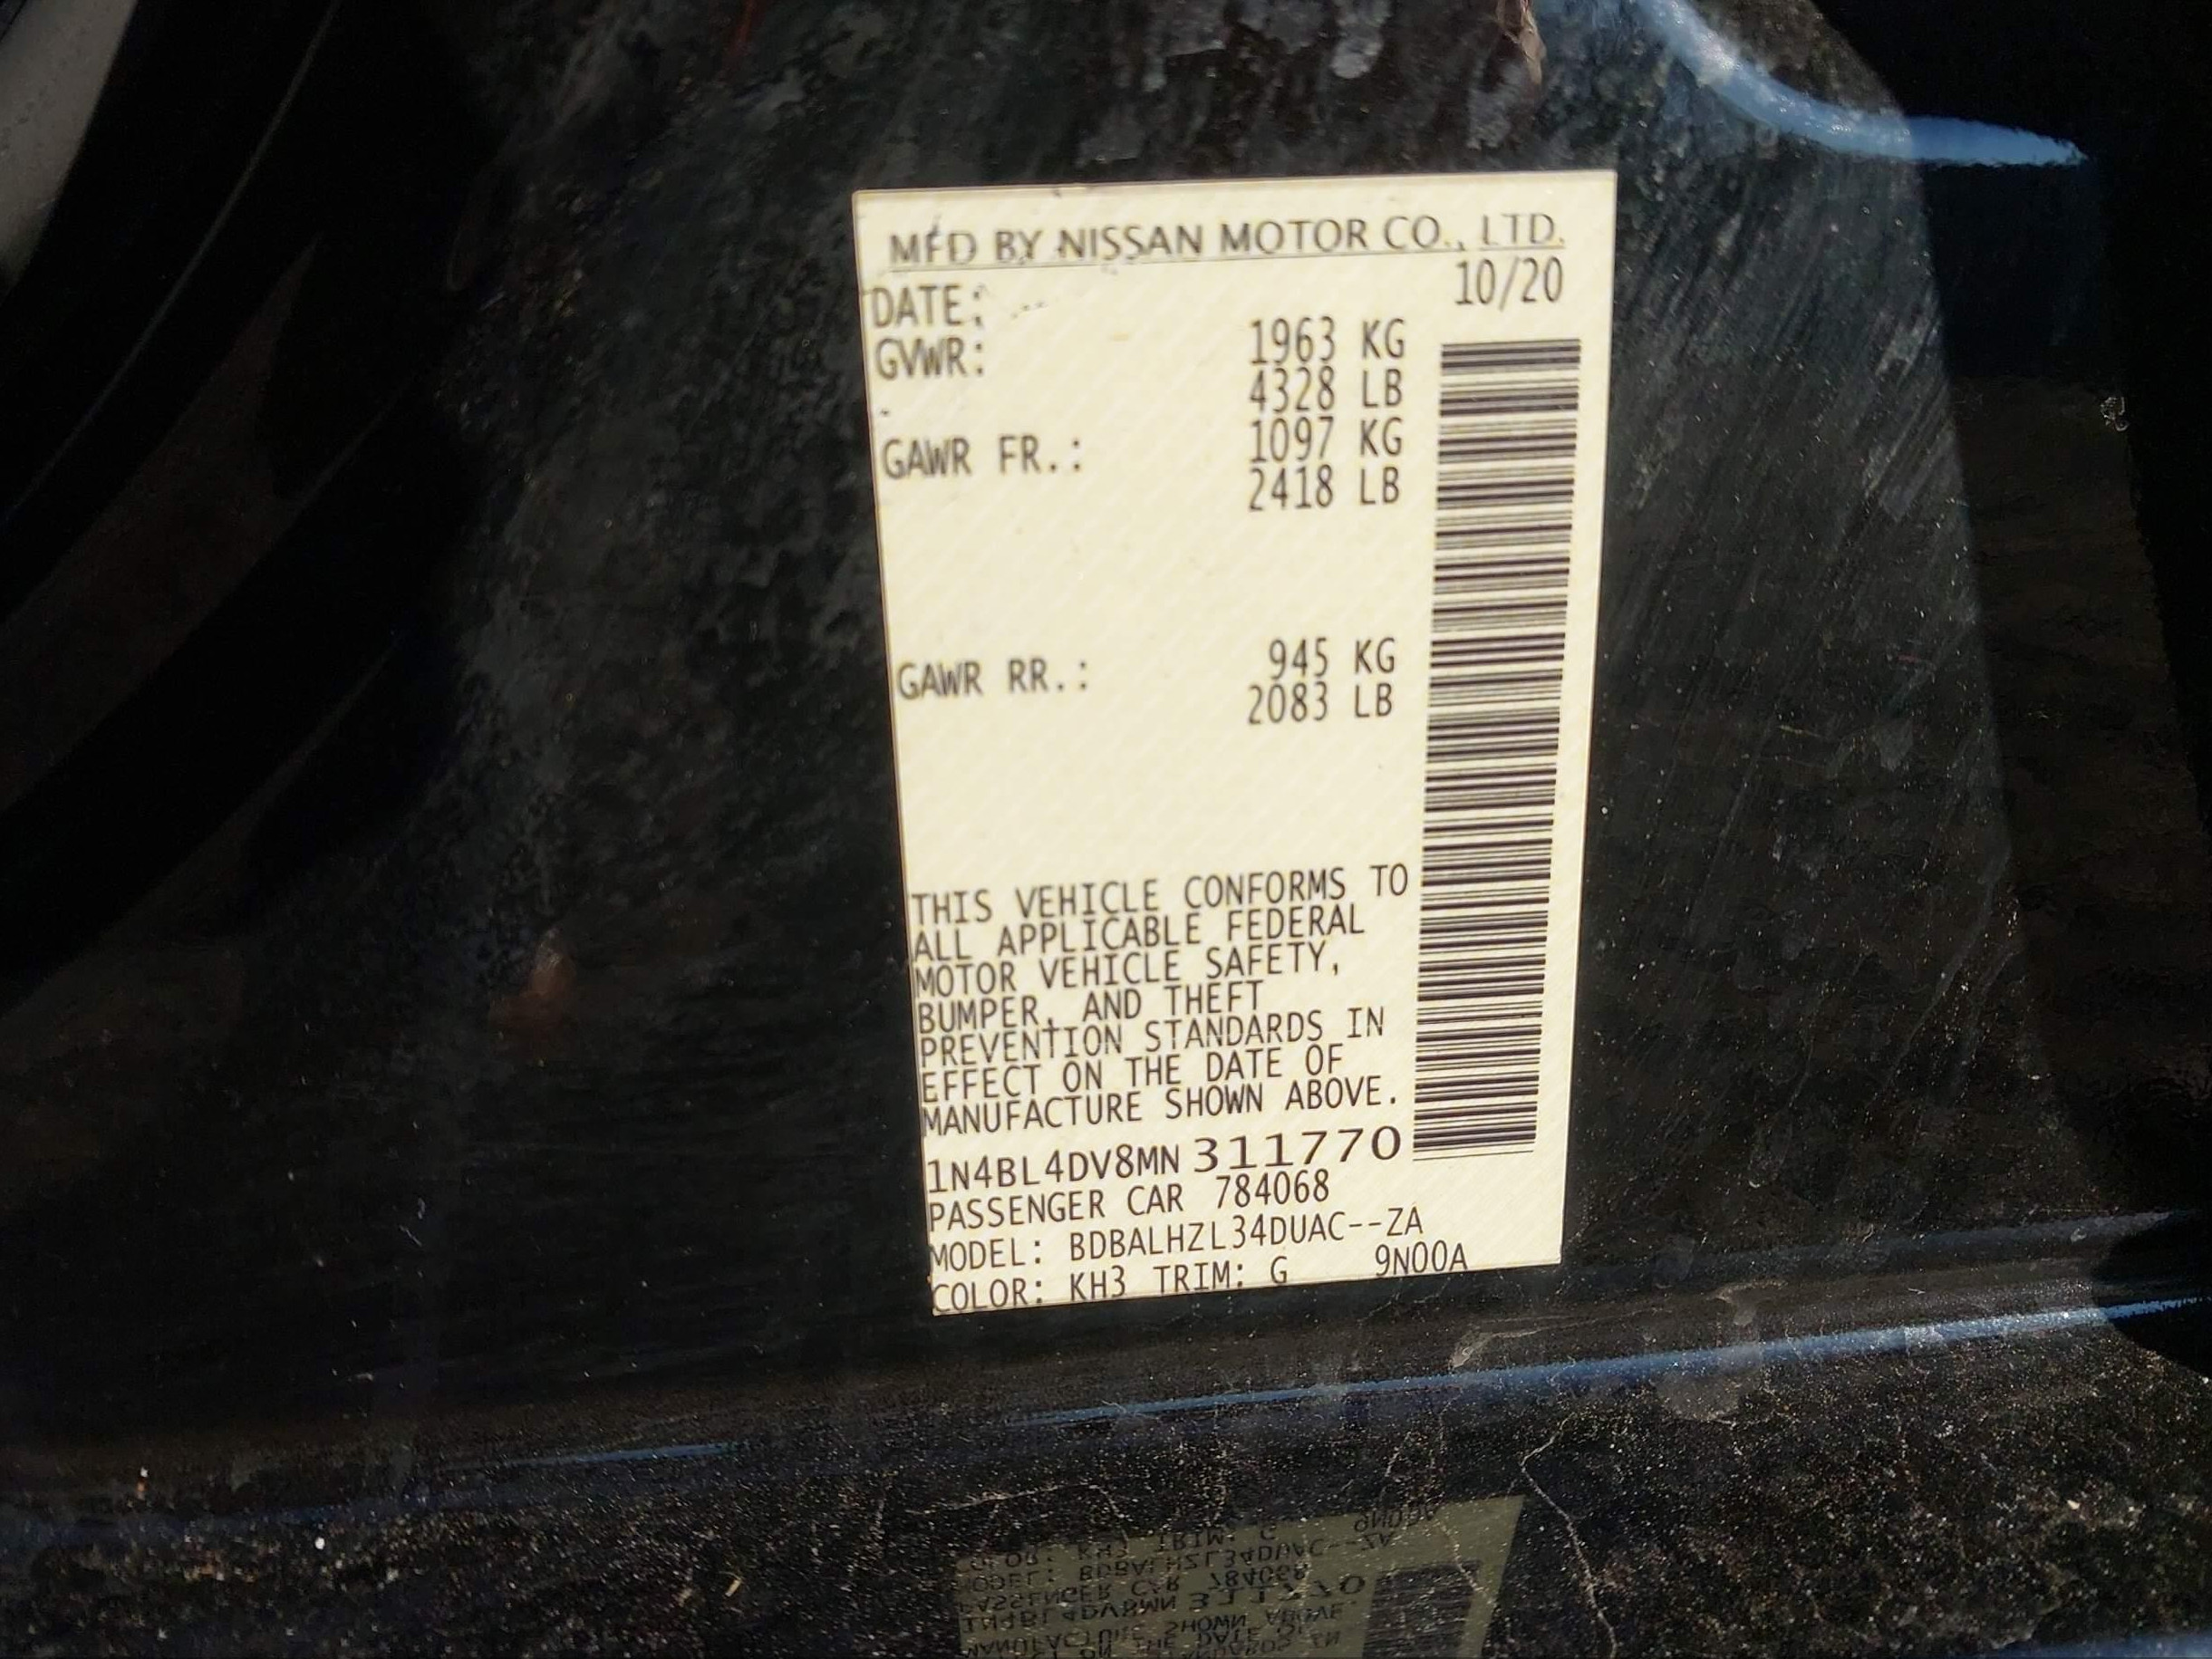 MFD BY NISSAN MOTOR CO., LTD.
DATE: 10/20
GVWR: 1963 KG
4328 LB
GAWR FR.: 1097 KG
2418 LB
GAWR RR.: 945 KG
2083 LB
THIS VEHICLE CONFORMS TO
ALL APPLICABLE FEDERAL
MOTOR VEHICLE SAFETY,
BUMPER, AND THEFT
PREVENTION STANDARDS IN
EFFECT ON THE DATE OF
MANUFACTURE SHOWN ABOVE.
1N4BL4DV8MN 311770
PASSENGER CAR 784068
MODEL: BDBALHZL34DUAC--ZA
COLOR: KH3 TRIM: G 9N00A